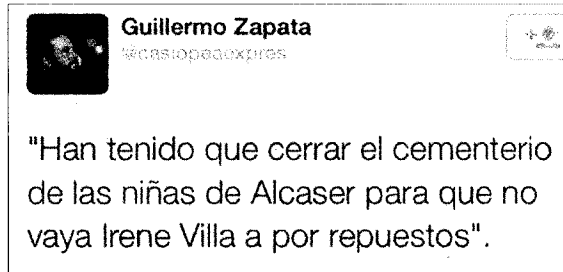 Guillermo Zapata
@casiopeaexpres
"Han tenido que cerrar el cementerio
de las niñas de Alcaser para que no
vaya Irene Villa a por repuestos".